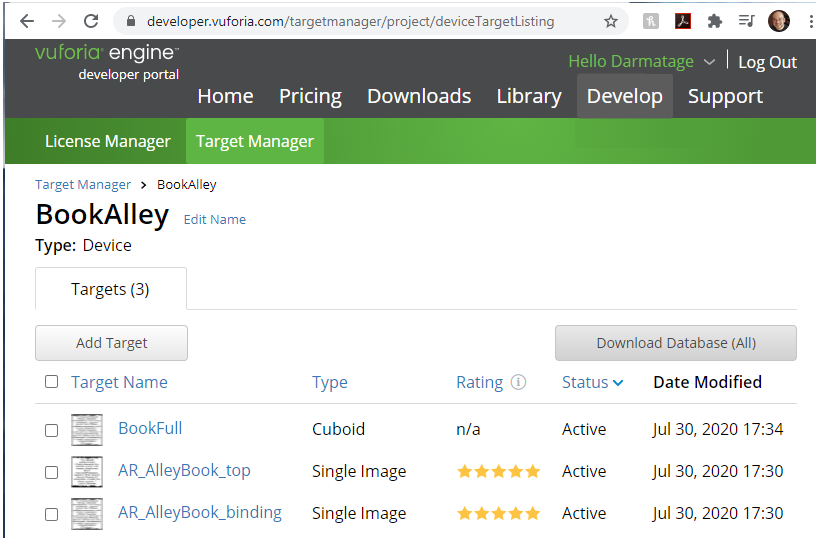 developer.vuforia.com/targetmanager/project/deviceTargetListing
vuforia® engine™
developer portal
Hello Darmatage
Log Out
Home Pricing Downloads Library Develop Support
License Manager Target Manager
Target Manager > BookAlley
BookAlley Edit Name
Type: Device
Targets (3)
Add Target Download Database (All)
Target Name Type Rating Status Date Modified
BookFull Cuboid n/a Active Jul 30, 2020 17:34
AR_AlleyBook_top Single Image Active Jul 30, 2020 17:30
AR_AlleyBook_binding Single Image Active Jul 30, 2020 17:30